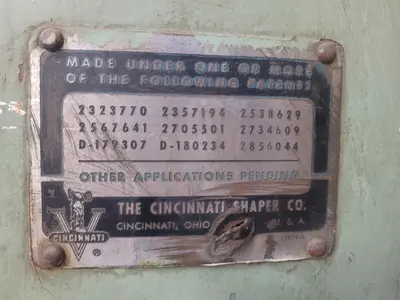 MADE UNDER ONE OR MORE
OF THE FOLLOWING PATENTS
2323770 2357194 2538629
2567641 2705501 2734609
D-179307 D-180234 2856044
OTHER APPLICATIONS PENDING
THE CINCINNATI SHAPER CO.
CINCINNATI, OHIO U. S. A.
CINCINNATI
®